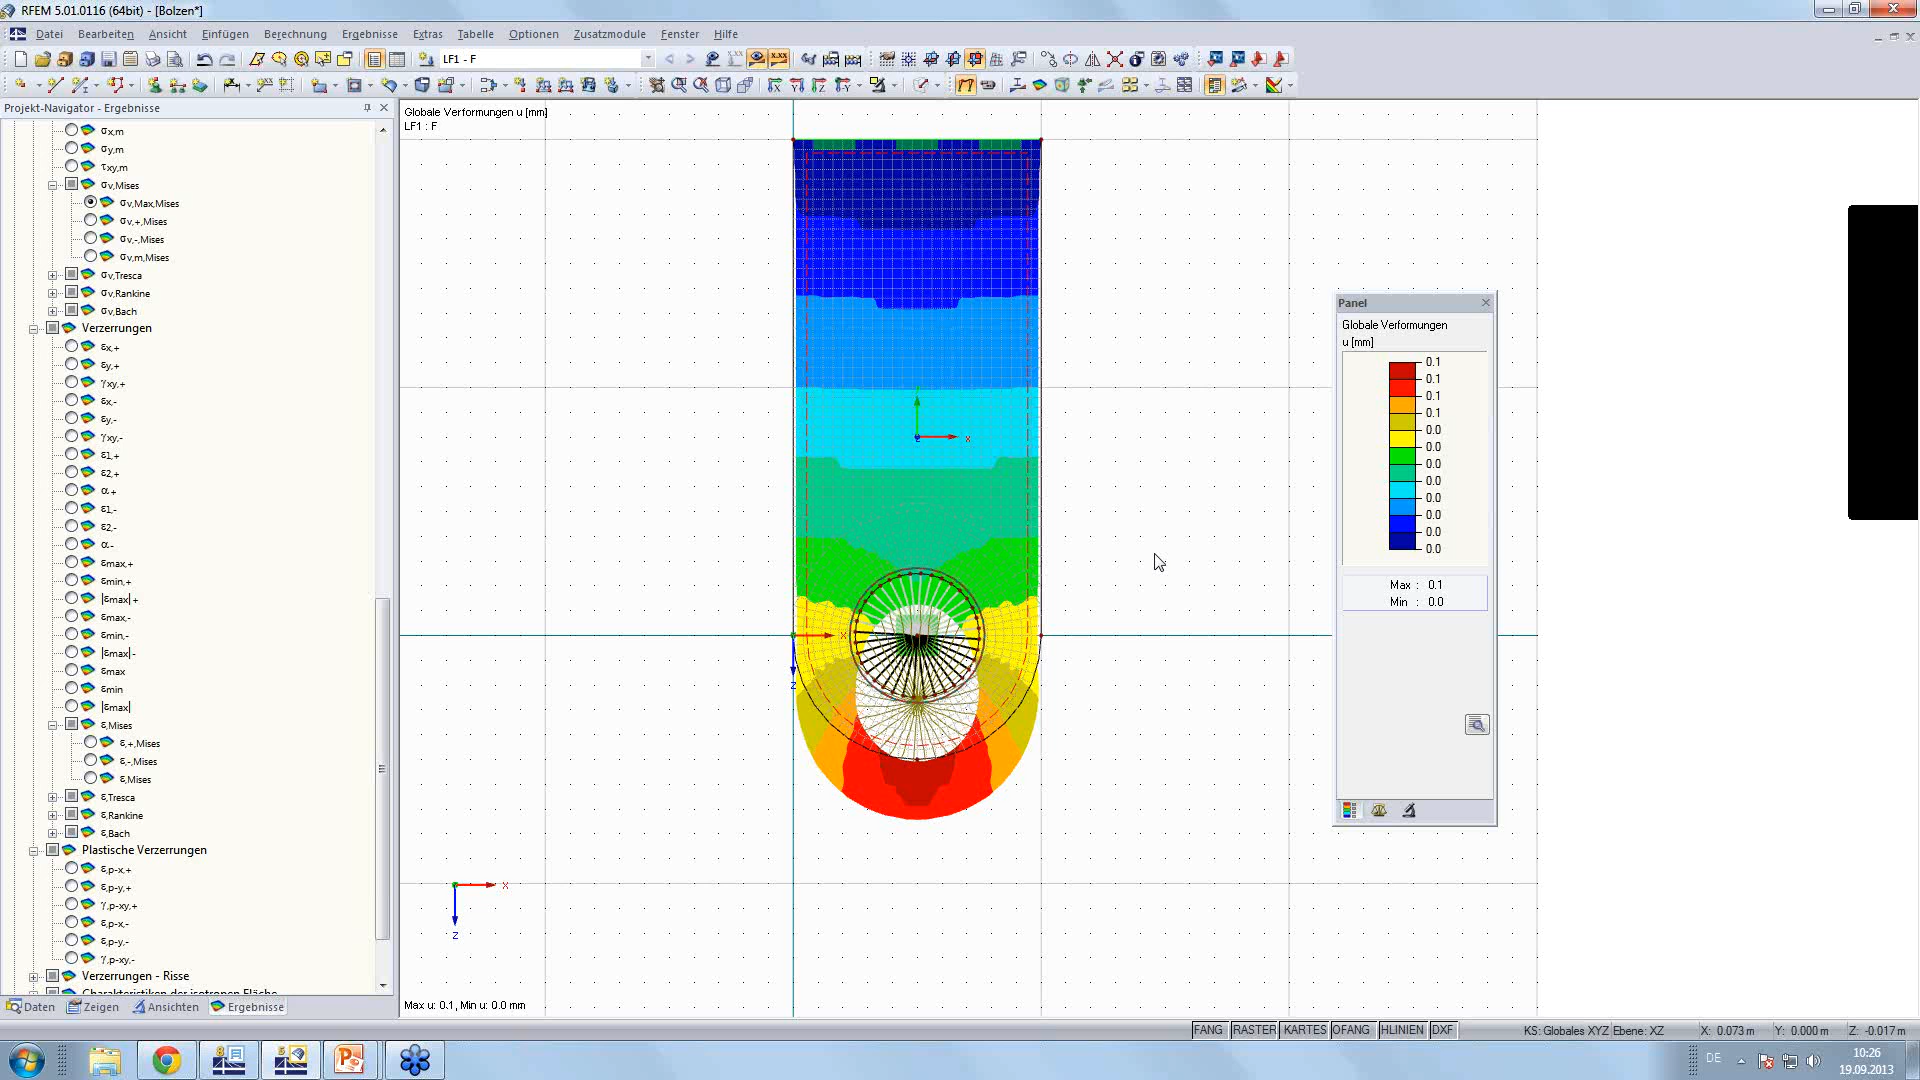 RFEM 5.01.0116 (64bit) - [Bolzen*]
Datei Bearbeiten Ansicht Einfügen Berechnung Ergebnisse Extras Tabelle Optionen Zusatzmodule Fenster Hilfe
LF1 - F
Projekt-Navigator - Ergebnisse
σx,m
σy,m
τxy,m
σv,Mises
σv,Max,Mises
σv,+,Mises
σv,-,Mises
σv,m,Mises
σv,Tresca
σv,Rankine
σv,Bach
Verzerrungen
εx,+
εy,+
γxy,+
εx,-
εy,-
γxy,-
ε1,+
ε2,+
α+
ε1,-
ε2,-
α-
εmax,+
εmin,+
|εmax|+
εmax,-
εmin,-
|εmax|-
εmax
εmin
|εmax|
ε,Mises
ε,+,Mises
ε,-,Mises
ε,Mises
ε,Tresca
ε,Rankine
ε,Bach
Plastische Verzerrungen
ε,p-x,+
ε,p-y,+
γ,p-xy,+
ε,p-x,-
ε,p-y,-
γ,p-xy,-
Verzerrungen - Risse
Charakteristiken der isotropen Fläche
Daten Zeigen Ansichten Ergebnisse
Globale Verformungen u [mm]
LF1 : F
x
x
z
x
z
Max u: 0.1, Min u: 0.0 mm
Panel
Globale Verformungen
u [mm]
0.1
0.1
0.1
0.1
0.0
0.0
0.0
0.0
0.0
0.0
0.0
0.0
Max : 0.1
Min : 0.0
FANG RASTER KARTES OFANG HLINIEN DXF
KS: Globales XYZ Ebene: XZ X: 0.073 m Y: 0.000 m Z: -0.017 m
DE
10:26
19.09.2013